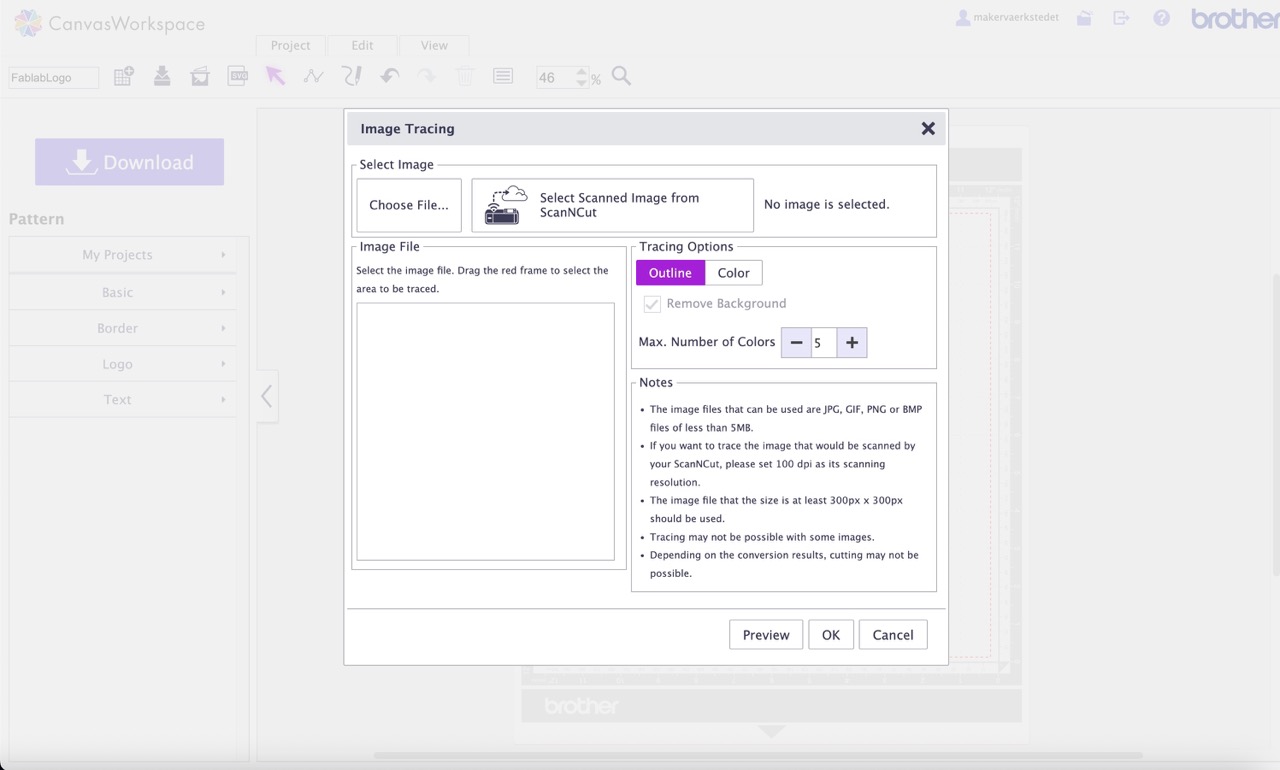 CanvasWorkspace
makervaerkstedet
brother
Project
Edit
View
FablabLogo
SVG
46
%
Download
Pattern
My Projects
Basic
Border
Logo
Text
Image Tracing
Select Image
Choose File...
Select Scanned Image from
ScanNCut
No image is selected.
Image File
Select the image file. Drag the red frame to select the
area to be traced.
Tracing Options
Outline
Color
Remove Background
Max. Number of Colors
5
Notes
• The image files that can be used are JPG, GIF, PNG or BMP
files of less than 5MB.
• If you want to trace the image that would be scanned by
your ScanNCut, please set 100 dpi as its scanning
resolution.
• The image file that the size is at least 300px x 300px
should be used.
• Tracing may not be possible with some images.
• Depending on the conversion results, cutting may not be
possible.
Preview
OK
Cancel
brother